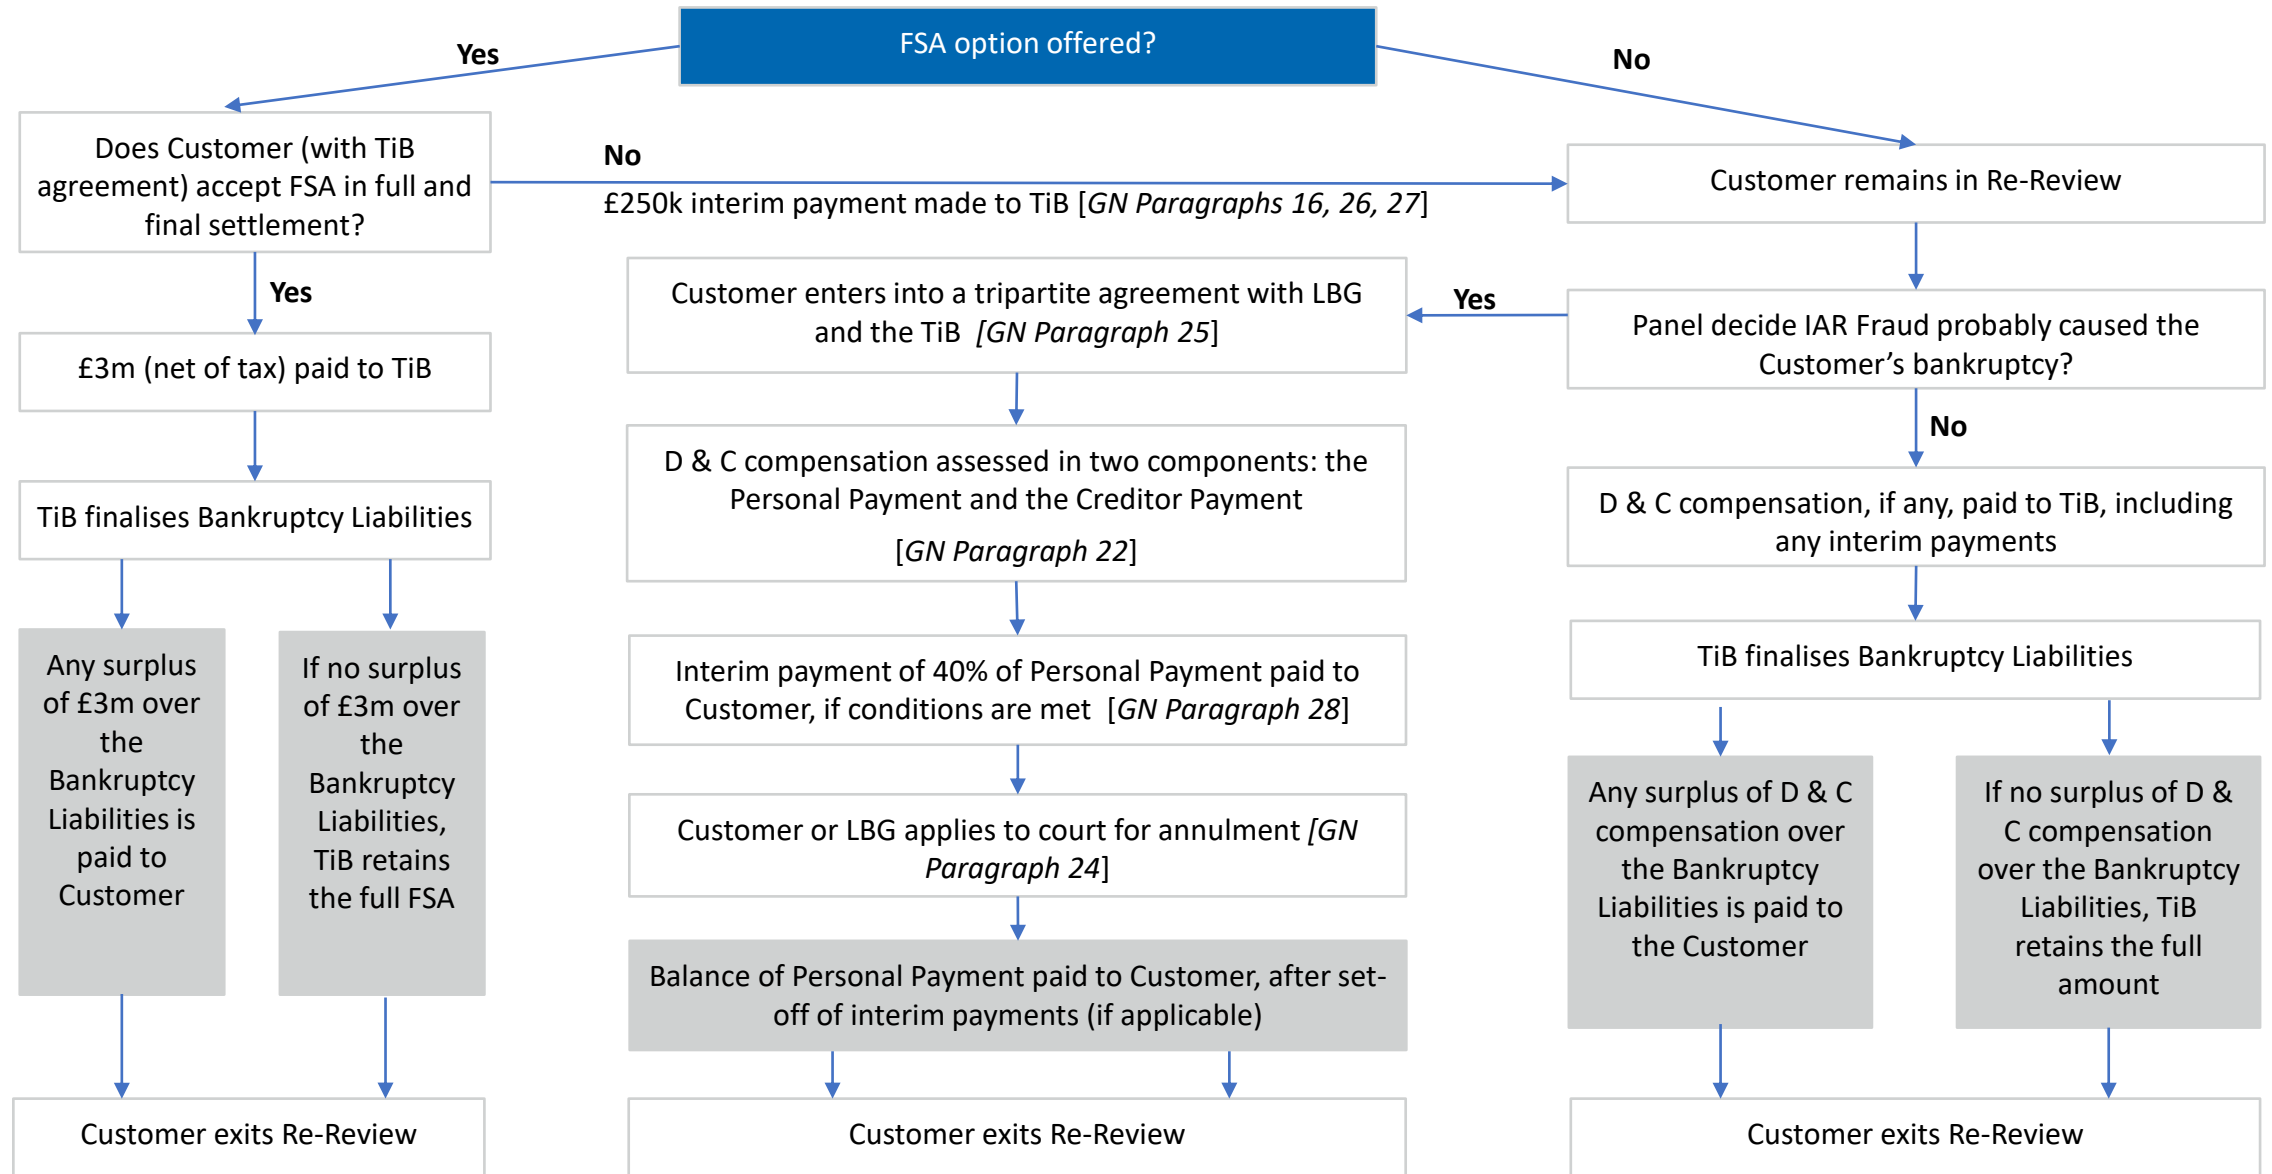 FSA option offered?
Yes
No
Does Customer (with TiB
agreement) accept FSA in full and
final settlement?
No
£250k interim payment made to TiB [GN Paragraphs 16, 26, 27]
Customer remains in Re-Review
Yes
£3m (net of tax) paid to TiB
TiB finalises Bankruptcy Liabilities
Any surplus
of £3m over
the
Bankruptcy
Liabilities is
paid to
Customer
If no surplus
of £3m over
the
Bankruptcy
Liabilities,
TiB retains
the full FSA
Customer exits Re-Review
Customer enters into a tripartite agreement with LBG
and the TiB [GN Paragraph 25]
Yes
D & C compensation assessed in two components: the
Personal Payment and the Creditor Payment
[GN Paragraph 22]
Interim payment of 40% of Personal Payment paid to
Customer, if conditions are met [GN Paragraph 28]
Customer or LBG applies to court for annulment [GN
Paragraph 24]
Balance of Personal Payment paid to Customer, after set-
off of interim payments (if applicable)
Customer exits Re-Review
Panel decide IAR Fraud probably caused the
Customer’s bankruptcy?
No
D & C compensation, if any, paid to TiB, including
any interim payments
TiB finalises Bankruptcy Liabilities
Any surplus of D & C
compensation over
the Bankruptcy
Liabilities is paid to
the Customer
If no surplus of D &
C compensation
over the Bankruptcy
Liabilities, TiB
retains the full
amount
Customer exits Re-Review